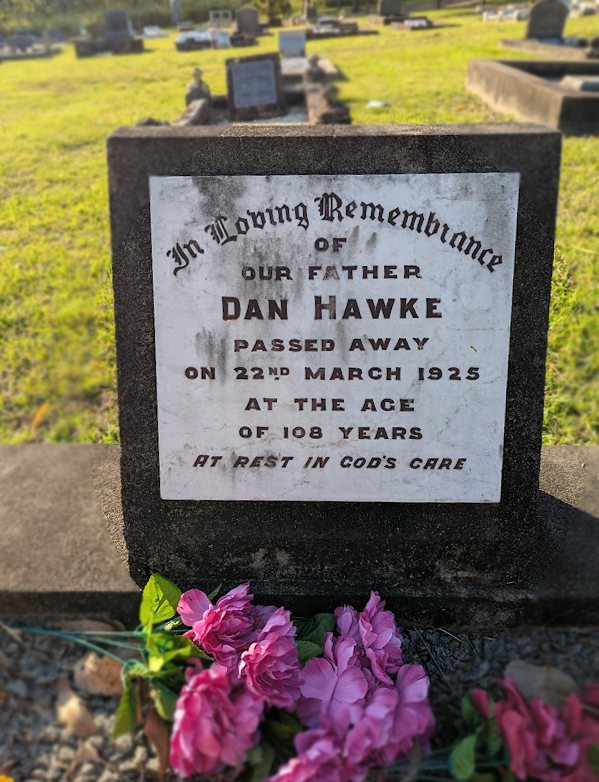 In Loving Remembrance
OF
OUR FATHER
DAN HAWKE
PASSED AWAY
ON 22ND MARCH 1925
AT THE AGE
OF 108 YEARS
AT REST IN GOD'S CARE